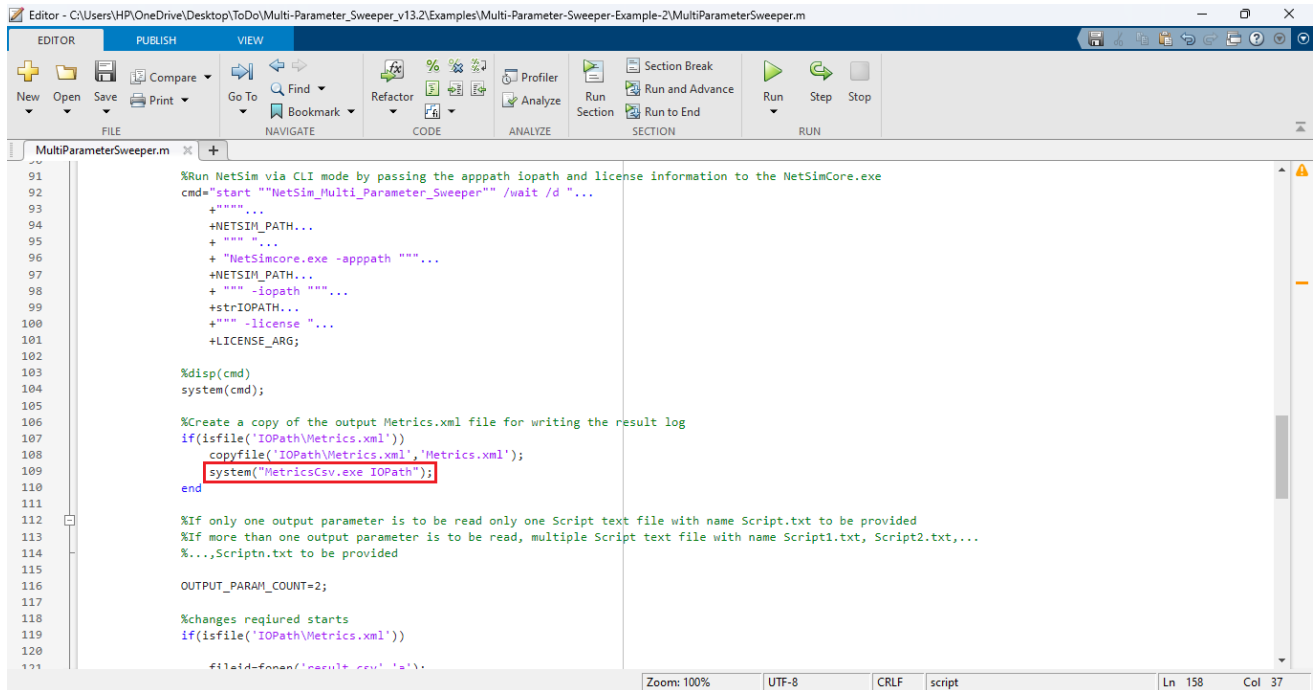 Editor - C:\Users\HP\OneDrive\Desktop\ToDo\Multi-Parameter_Sweeper_v13.2\Examples\Multi-Parameter-Sweeper-Example-2\MultiParameterSweeper.m
EDITOR PUBLISH VIEW
New Open Save Compare Print Go To Find Bookmark Refactor Profiler Analyze Run Section Section Break Run and Advance Run to End Run Step Stop
FILE NAVIGATE CODE ANALYZE SECTION RUN
MultiParameterSweeper.m
90
91 %Run NetSim via CLI mode by passing the apppath iopath and license information to the NetSimCore.exe
92 cmd="start ""NetSim_Multi_Parameter_Sweeper"" /wait /d "...
93 +""""...
94 +NETSIM_PATH...
95 + """ "...
96 + "NetSimcore.exe -apppath """...
97 +NETSIM_PATH...
98 + """ -iopath """...
99 +strIOPATH...
100 +""" -license "...
101 +LICENSE_ARG;
102
103 %disp(cmd)
104 system(cmd);
105
106 %Create a copy of the output Metrics.xml file for writing the result log
107 if(isfile('IOPath\Metrics.xml'))
108 copyfile('IOPath\Metrics.xml','Metrics.xml');
109 system("MetricsCsv.exe IOPath");
110 end
111
112 %If only one output parameter is to be read only one Script text file with name Script.txt to be provided
113 %If more than one output parameter is to be read, multiple Script text file with name Script1.txt, Script2.txt,...
114 %...,Scriptn.txt to be provided
115
116 OUTPUT_PARAM_COUNT=2;
117
118 %changes reqiured starts
119 if(isfile('IOPath\Metrics.xml'))
120
121 fileid=fopen('result.csv','a');
Zoom: 100% UTF-8 CRLF script Ln 158 Col 37